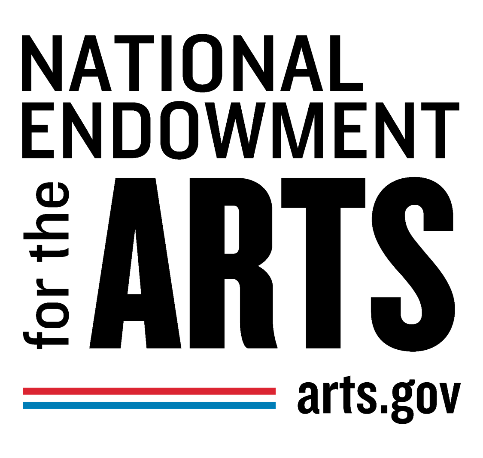 NATIONAL
ENDOWMENT
for the
ARTS
arts.gov